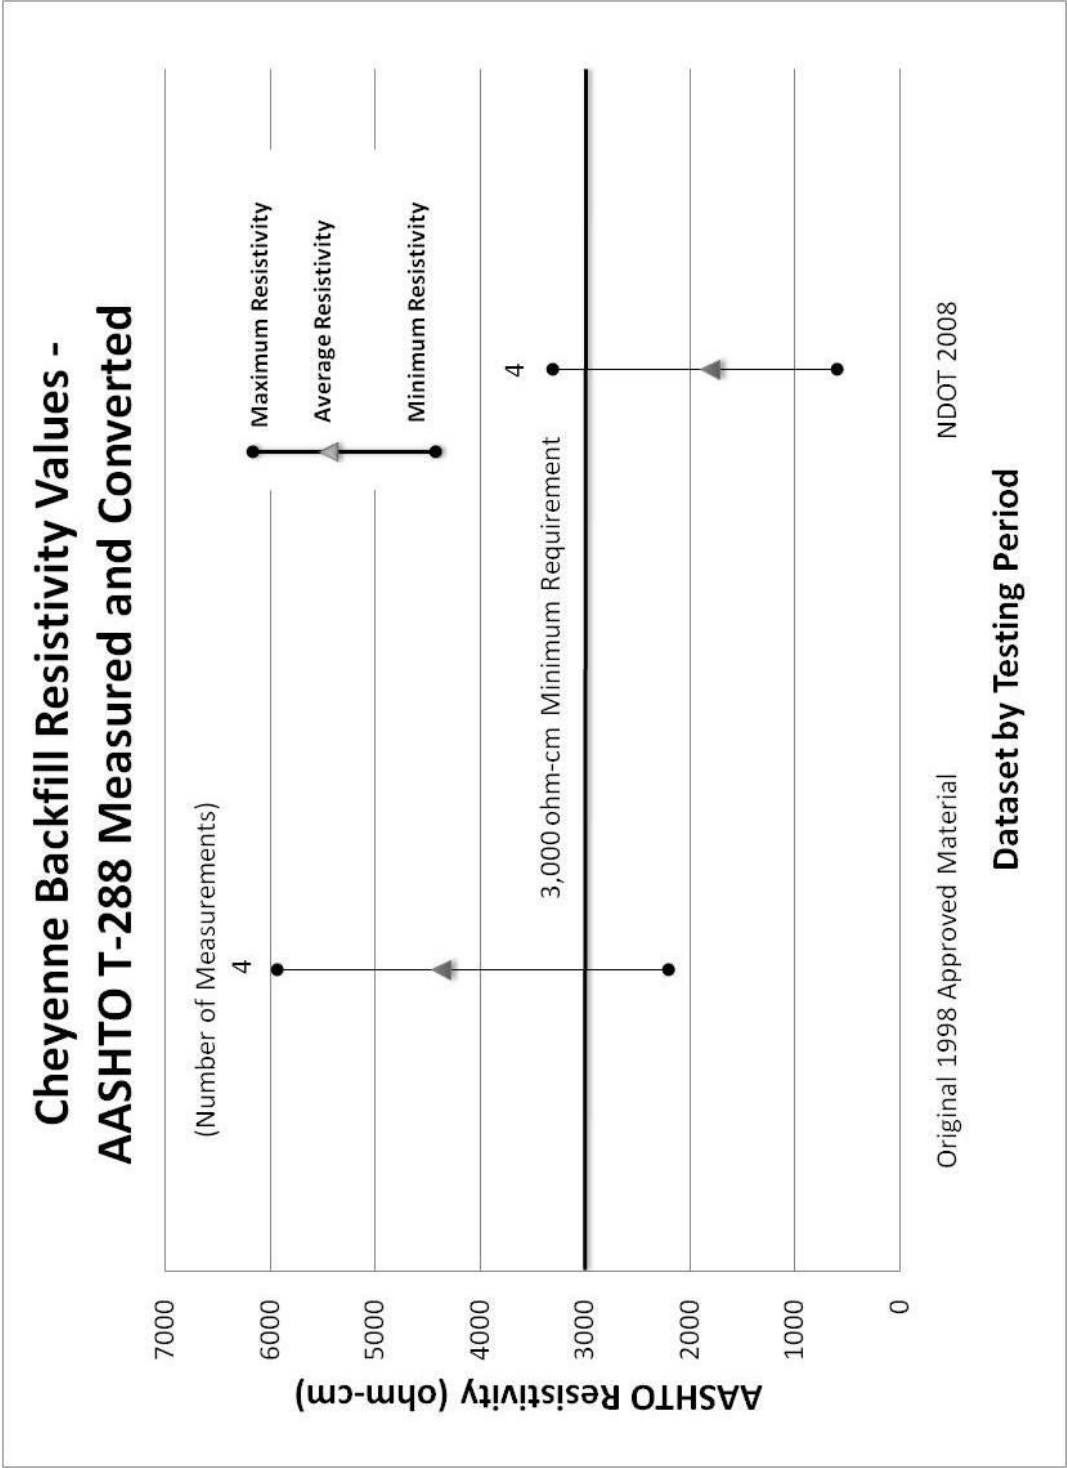 Cheyenne Backfill Resistivity Values -
AASHTO T-288 Measured and Converted
7000
6000
5000
4000
3000
2000
1000
0
AASHTO Resistivity (ohm-cm)
(Number of Measurements)
4
4
Maximum Resistivity
Average Resistivity
Minimum Resistivity
3,000 ohm-cm Minimum Requirement
Original 1998 Approved Material
NDOT 2008
Dataset by Testing Period